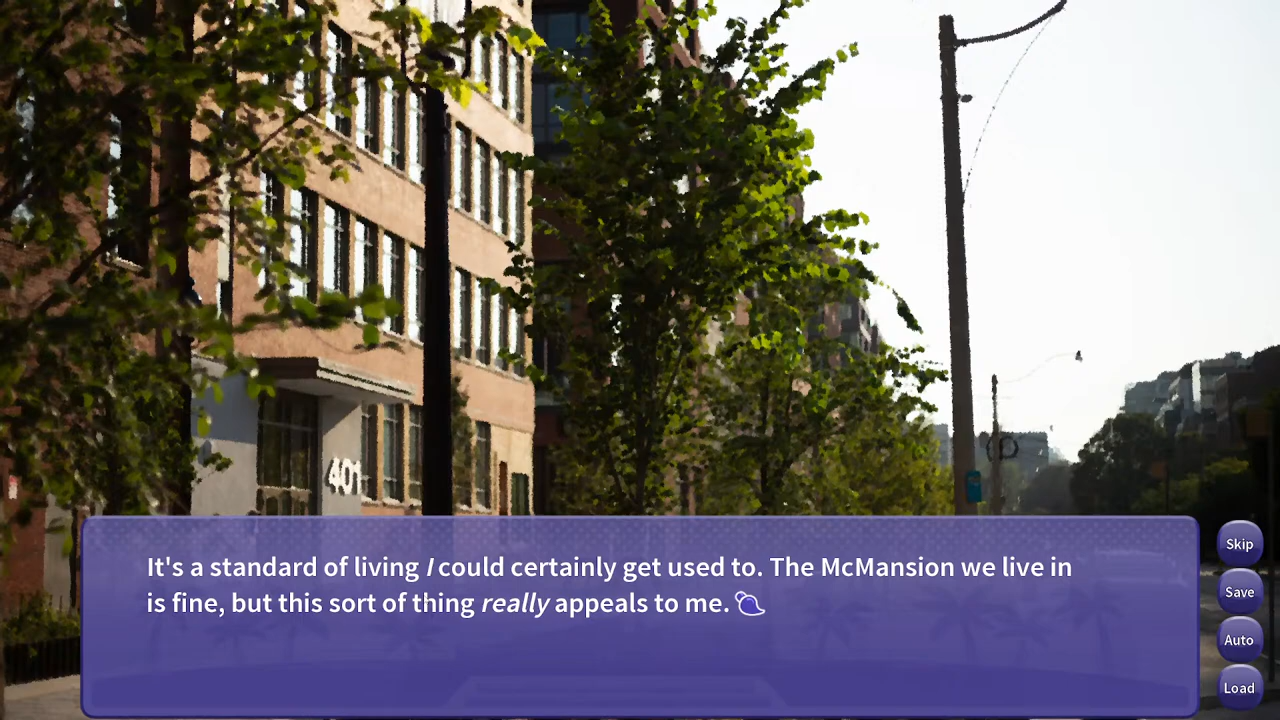 401
It's a standard of living I could certainly get used to. The McMansion we live in
is fine, but this sort of thing really appeals to me.
Skip
Save
Auto
Load